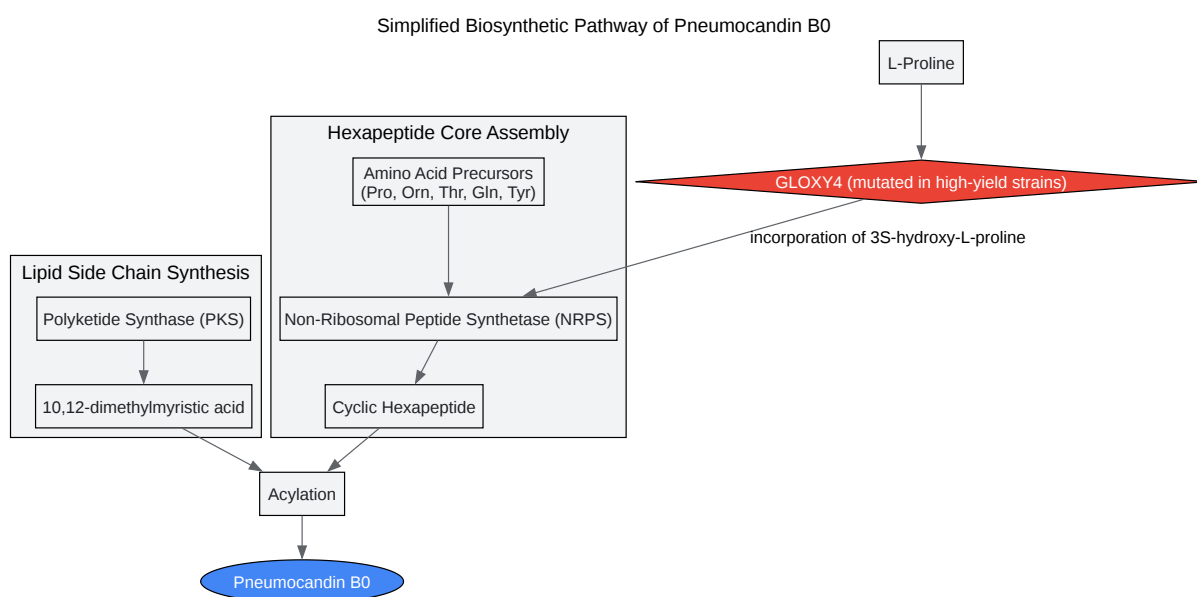 Simplified Biosynthetic Pathway of Pneumocandin B0
L-Proline
Hexapeptide Core Assembly
Amino Acid Precursors
(Pro, Orn, Thr, Gln, Tyr)
GLOXY4 (mutated in high-yield strains)
incorporation of 3S-hydroxy-L-proline
Lipid Side Chain Synthesis
Polyketide Synthase (PKS)
Non-Ribosomal Peptide Synthetase (NRPS)
10,12-dimethylmyristic acid
Cyclic Hexapeptide
Acylation
Pneumocandin B0